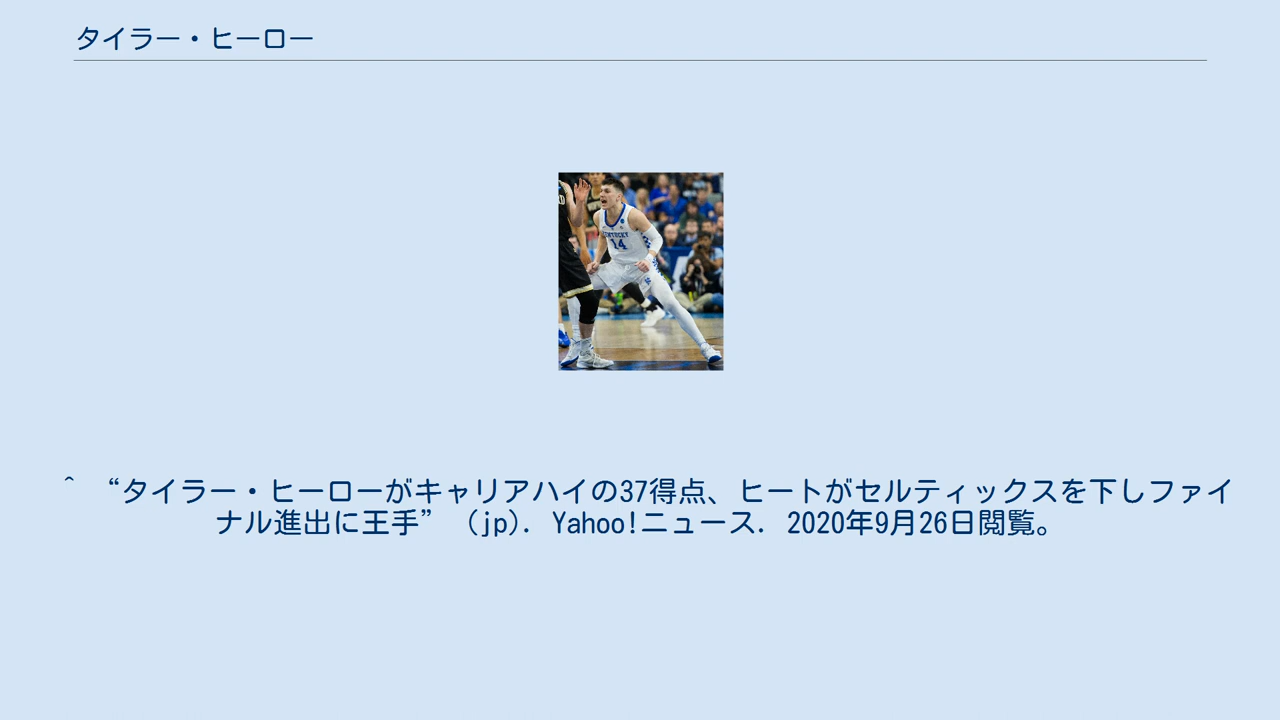 タイラー・ヒーロー
KENTUCKY
14
^ “タイラー・ヒーローがキャリアハイの37得点、ヒートがセルティックスを下しファイ
ナル進出に王手” (jp). Yahoo!ニュース. 2020年9月26日閲覧。